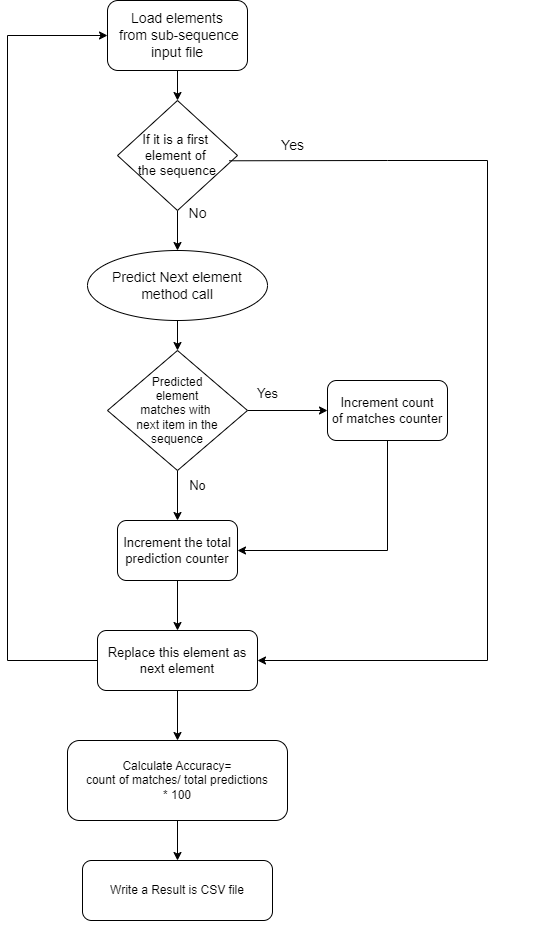 Load elements
from sub-sequence
input file
If it is a first
element of
the sequence
Yes
No
Predict Next element
method call
Predicted
element
matches with
next item in the
sequence
Yes
Increment count
of matches counter
No
Increment the total
prediction counter
Replace this element as
next element
Calculate Accuracy=
count of matches/ total predictions
* 100
Write a Result is CSV file